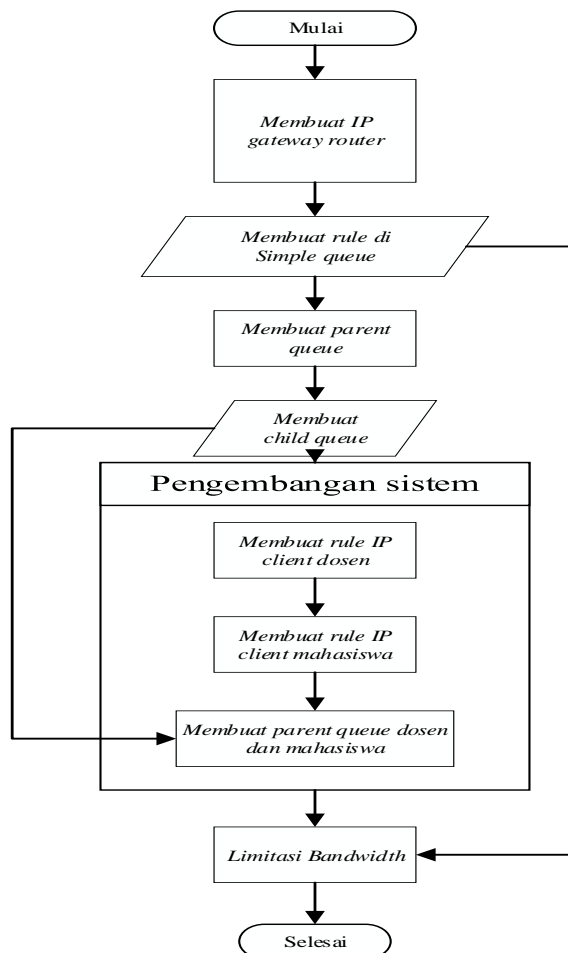 Mulai
Membuat IP
gateway router
Membuat rule di
Simple queue
Membuat parent
queue
Membuat
child queue
Pengembangan sistem
Membuat rule IP
client dosen
Membuat rule IP
client mahasiswa
Membuat parent queue dosen
dan mahasiswa
Limitasi Bandwidth
Selesai